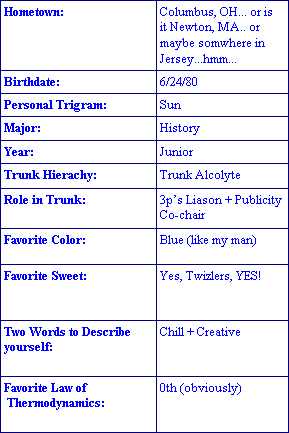 Hometown: Columbus, OH... or is
it Newton, MA.. or
maybe somwhere in
Jersey...hmm...
Birthdate: 6/24/80
Personal Trigram: Sun
Major: History
Year: Junior
Trunk Hierachy: Trunk Alcolyte
Role in Trunk: 3p's Liason + Publicity
Co-chair
Favorite Color: Blue (like my man)
Favorite Sweet: Yes, Twizlers, YES!
Two Words to Describe Chill + Creative
yourself:
Favorite Law of 0th (obviously)
Thermodynamics: